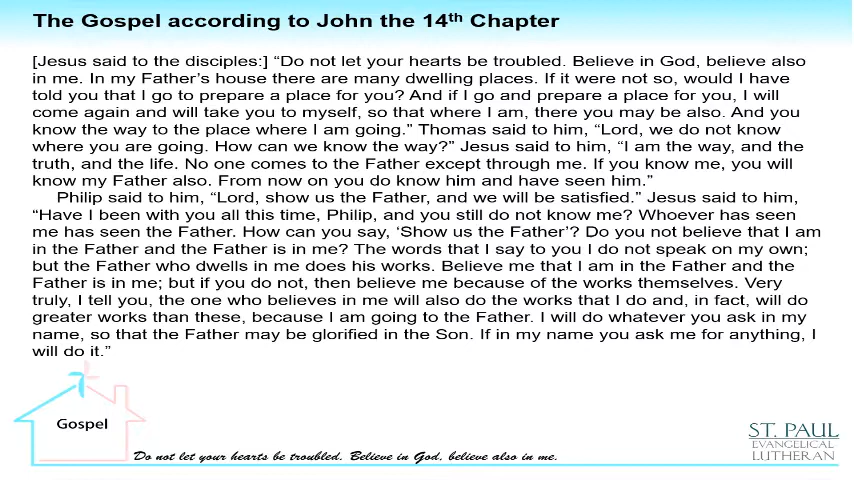 The Gospel according to John the 14th Chapter
[Jesus said to the disciples:] “Do not let your hearts be troubled. Believe in God, believe also
in me. In my Father’s house there are many dwelling places. If it were not so, would I have
told you that I go to prepare a place for you? And if I go and prepare a place for you, I will
come again and will take you to myself, so that where I am, there you may be also. And you
know the way to the place where I am going.” Thomas said to him, “Lord, we do not know
where you are going. How can we know the way?” Jesus said to him, “I am the way, and the
truth, and the life. No one comes to the Father except through me. If you know me, you will
know my Father also. From now on you do know him and have seen him.”
Philip said to him, “Lord, show us the Father, and we will be satisfied.” Jesus said to him,
“Have I been with you all this time, Philip, and you still do not know me? Whoever has seen
me has seen the Father. How can you say, ‘Show us the Father’? Do you not believe that I am
in the Father and the Father is in me? The words that I say to you I do not speak on my own;
but the Father who dwells in me does his works. Believe me that I am in the Father and the
Father is in me; but if you do not, then believe me because of the works themselves. Very
truly, I tell you, the one who believes in me will also do the works that I do and, in fact, will do
greater works than these, because I am going to the Father. I will do whatever you ask in my
name, so that the Father may be glorified in the Son. If in my name you ask me for anything, I
will do it.”
Gospel
Do not let your hearts be troubled. Believe in God, believe also in me.
ST. PAUL
EVANGELICAL
LUTHERAN